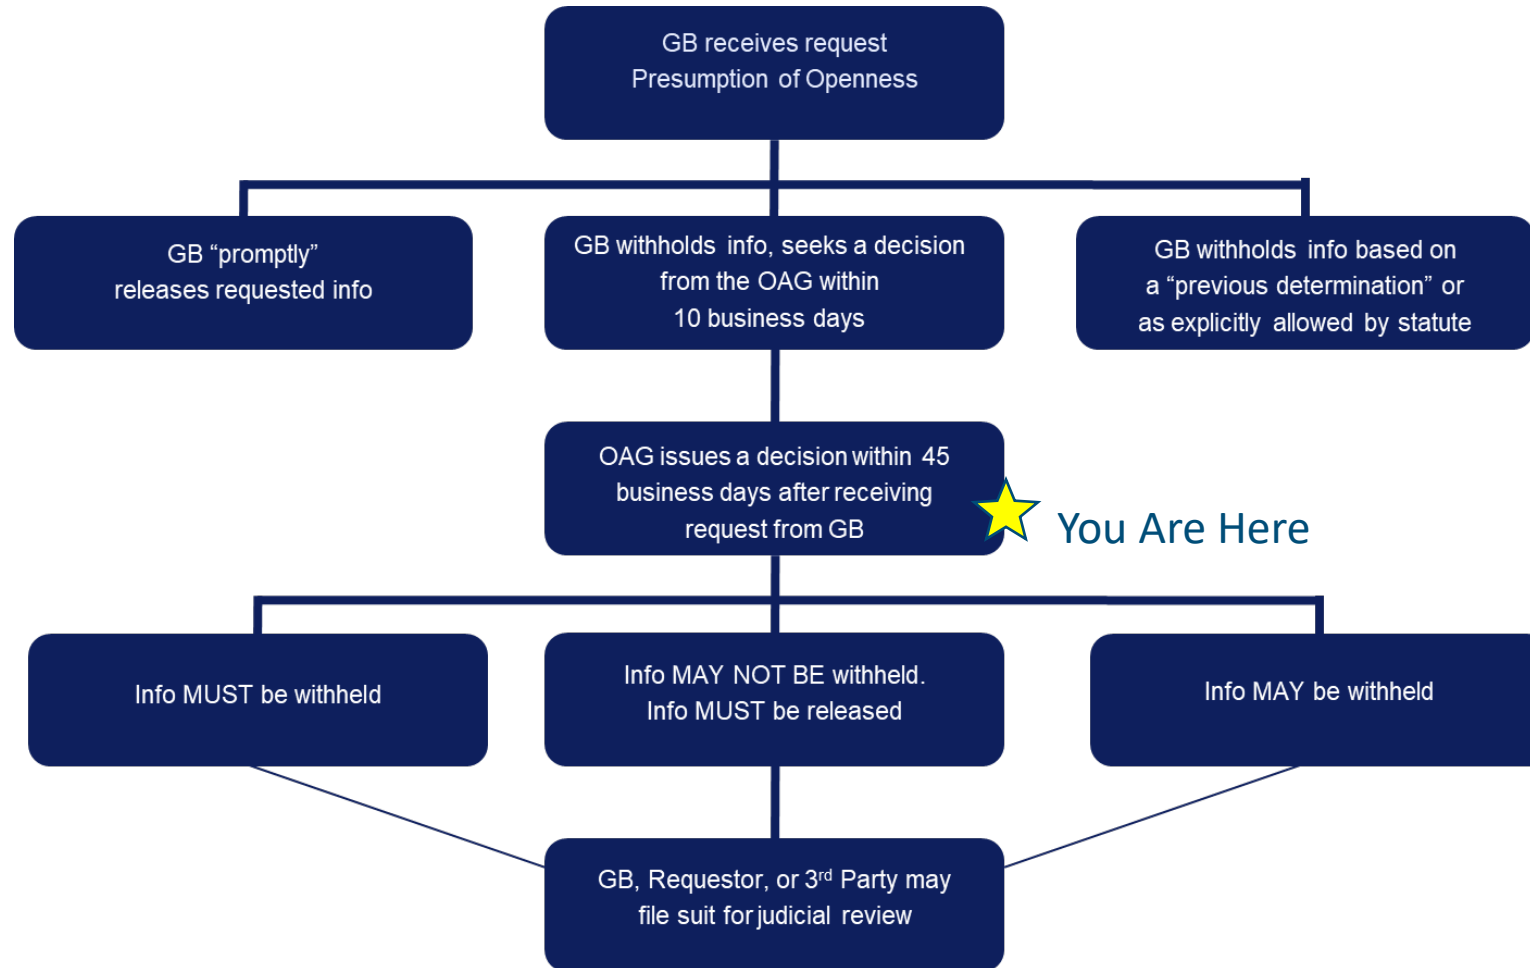 GB receives request
Presumption of Openness
GB “promptly”
releases requested info
GB withholds info, seeks a decision
from the OAG within
10 business days
GB withholds info based on
a “previous determination” or
as explicitly allowed by statute
OAG issues a decision within 45
business days after receiving
request from GB
You Are Here
Info MUST be withheld
Info MAY NOT BE withheld.
Info MUST be released
Info MAY be withheld
GB, Requestor, or 3rd Party may
file suit for judicial review